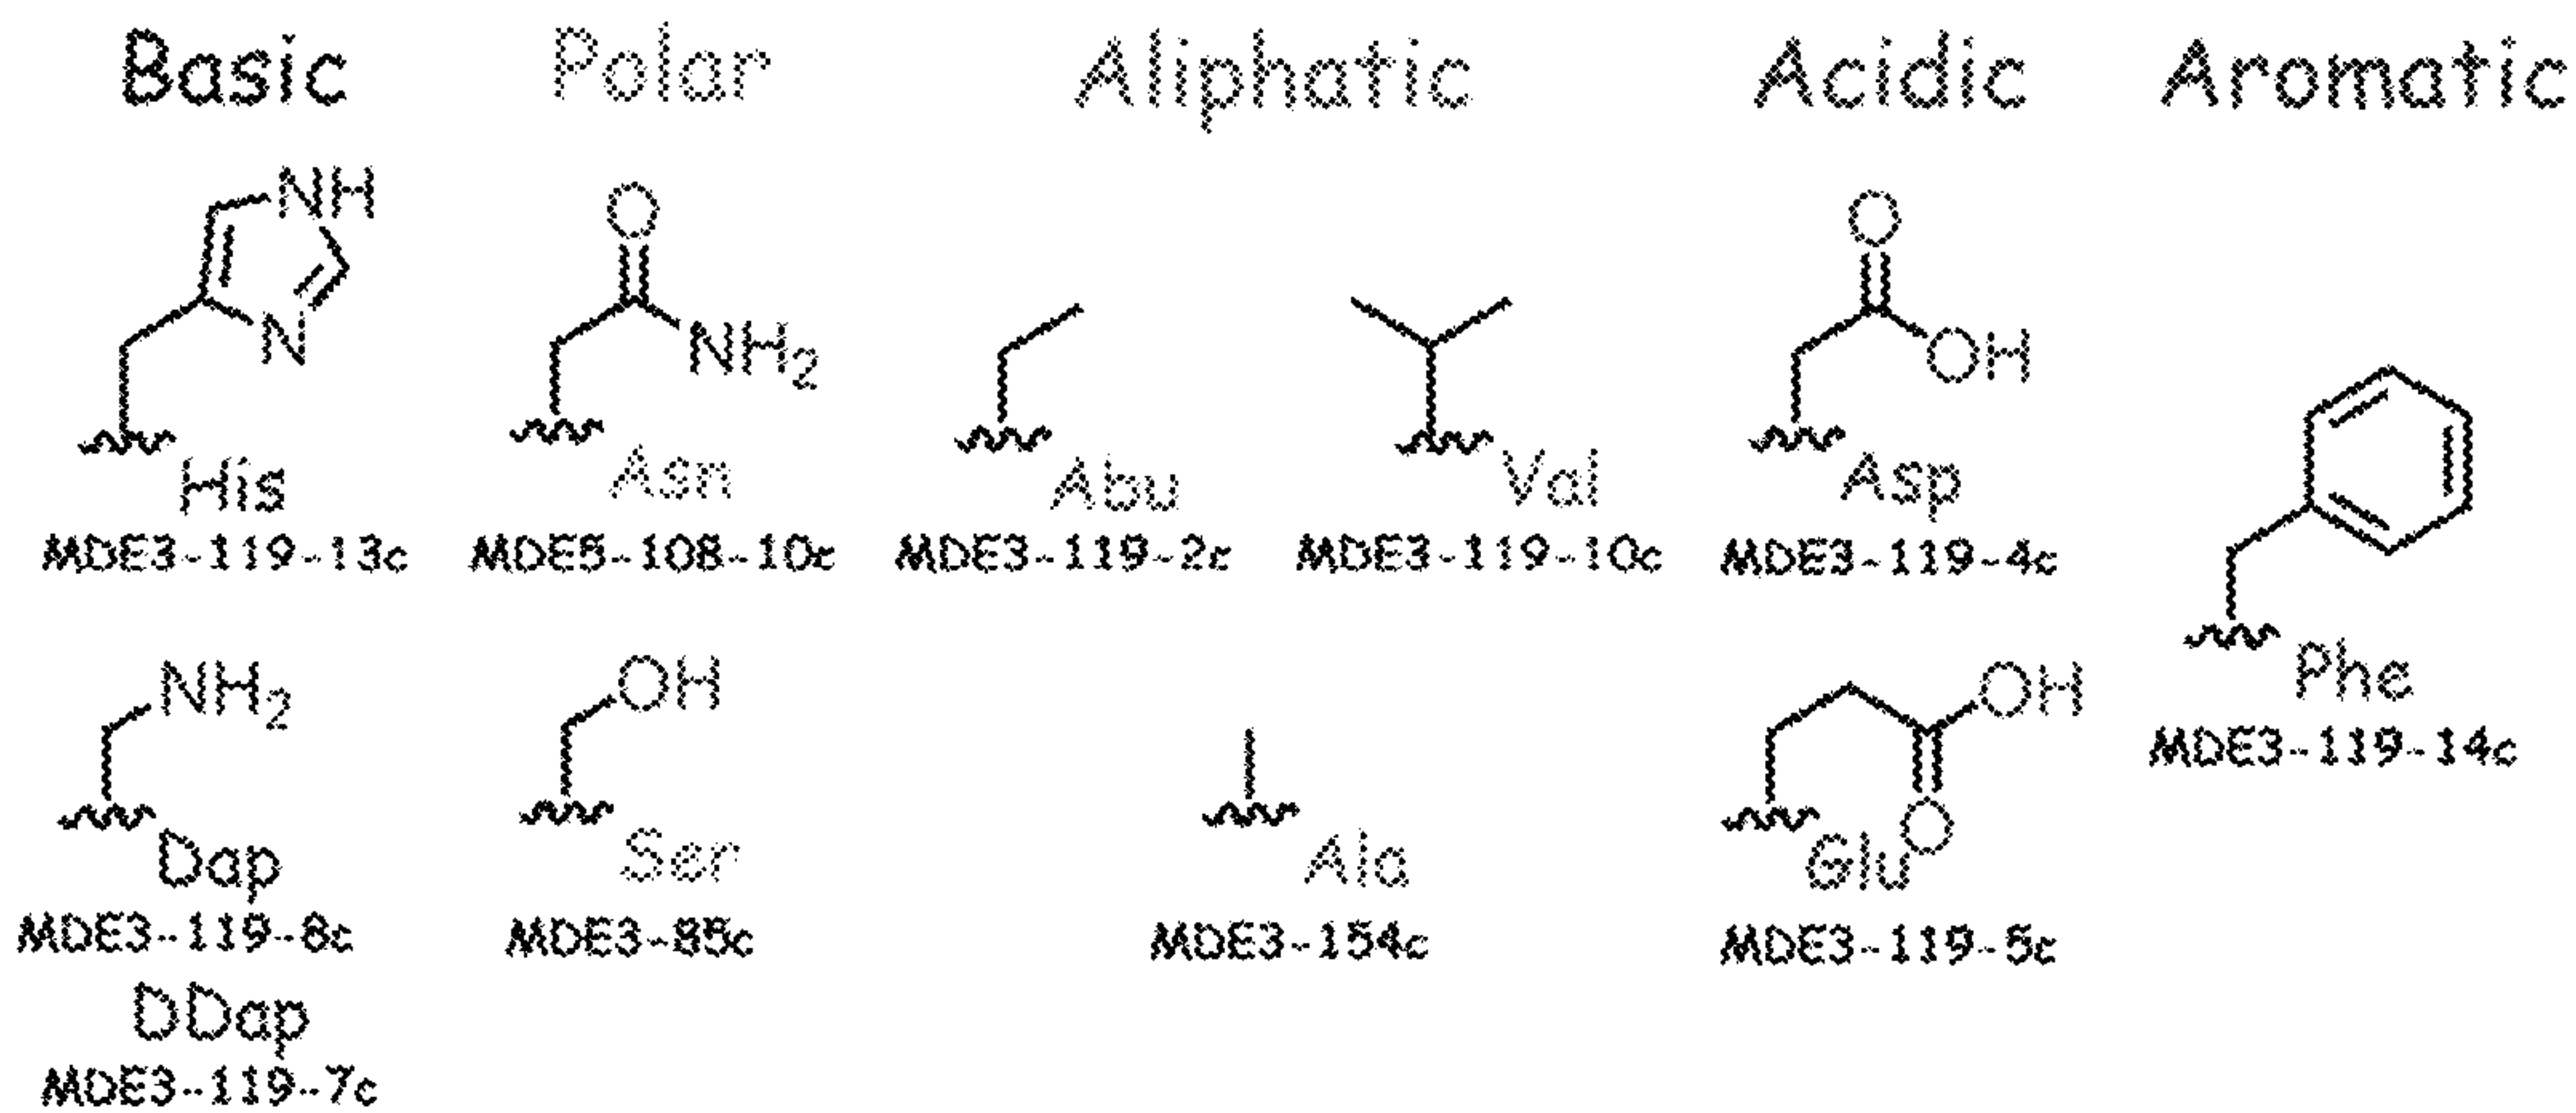 Basic Polar Aliphatic Acidic Aromatic
NH
N
His
MDE3-119-13c
O
NH2
Asn
MDE5-108-10c
Abu
MDE3-119-2c
Val
MDE3-119-10c
O
OH
Asp
MDE3-119-4c
Phe
MDE3-119-14c
NH2
Dap
MDE3-119-8c
DDap
MDE3-119-7c
OH
Ser
MDE3-85c
Ala
MDE3-154c
OH
O
Glu
MDE3-119-5c